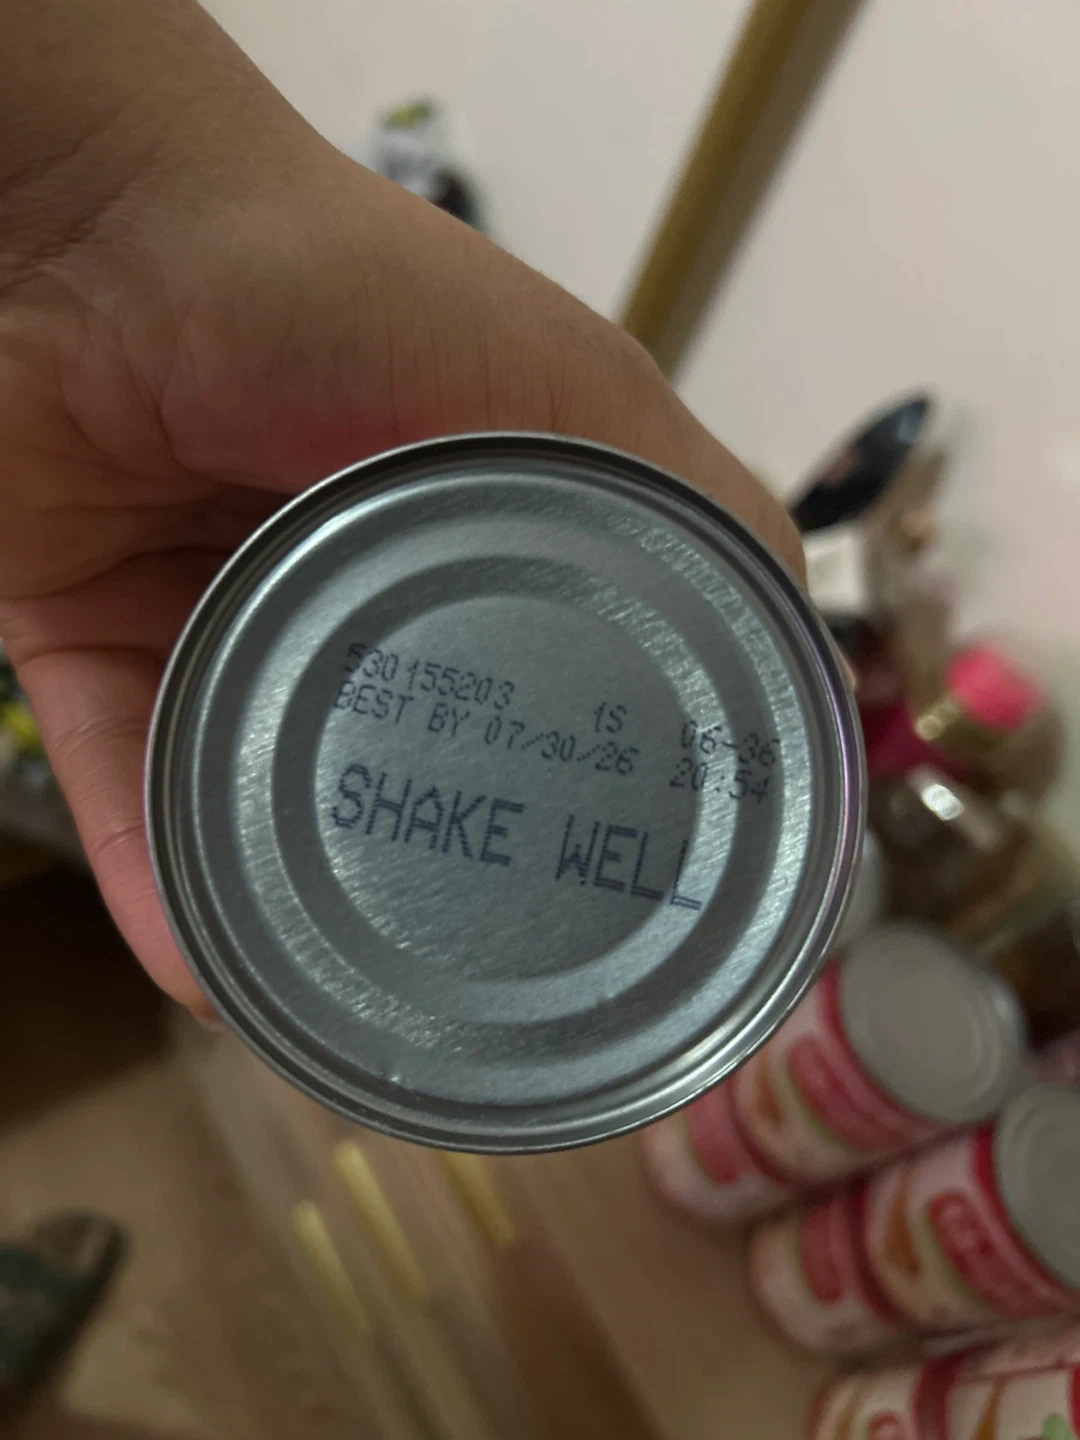 530155203 1S 06-36
BEST BY 07/30/26 20:54
SHAKE WELL